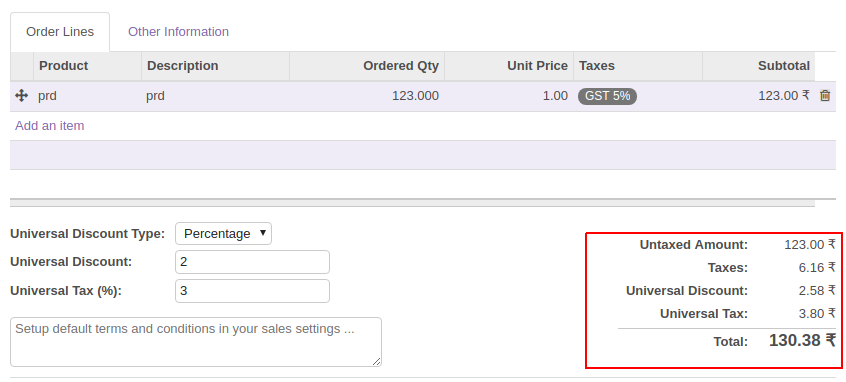 Order Lines Other Information
Product Description Ordered Qty Unit Price Taxes Subtotal
prd prd 123.000 1.00 GST 5% 123.00 ₹
Add an item
Universal Discount Type: Percentage
Universal Discount: 2
Universal Tax (%): 3
Setup default terms and conditions in your sales settings ...
Untaxed Amount: 123.00 ₹
Taxes: 6.16 ₹
Universal Discount: 2.58 ₹
Universal Tax: 3.80 ₹
Total: 130.38 ₹